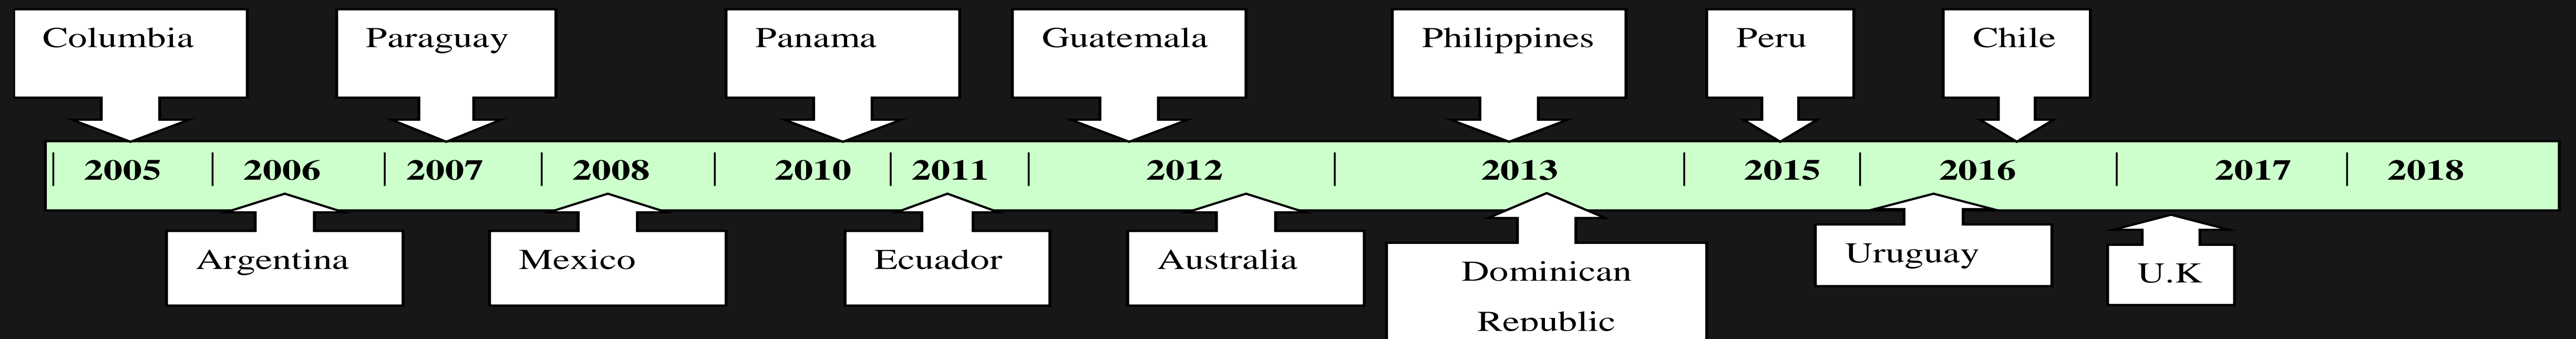 Columbia
Paraguay
Panama
Guatemala
Philippines
Peru
Chile
2005
2006
2007
2008
2010
2011
2012
2013
2015
2016
2017
2018
Argentina
Mexico
Ecuador
Australia
Dominican
Republic
Uruguay
U.K